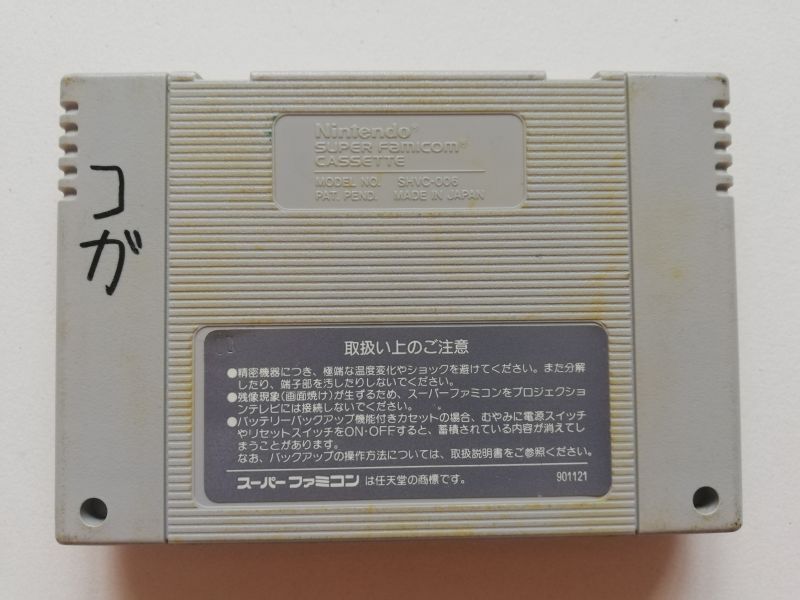 Nintendo®
SUPER Famicom®
CASSETTE
MODEL NO. SHVC-006
PAT. PEND. MADE IN JAPAN
コガ
取扱い上のご注意
●精密機器につき、極端な温度変化やショックを避けてください。また分解
したり、端子部を汚したりしないでください。
●残像現象(画面焼け)が生ずるため、スーパーファミコンをプロジェクショ
ンテレビには接続しないでください。
●バッテリーバックアップ機能付きカセットの場合、むやみに電源スイッチ
やリセットスイッチをON・OFFすると、蓄積されている内容が消えてし
まうことがあります。
なお、バックアップの操作方法については、取扱説明書をご参照ください。
スーパーファミコン は任天堂の商標です。 901121